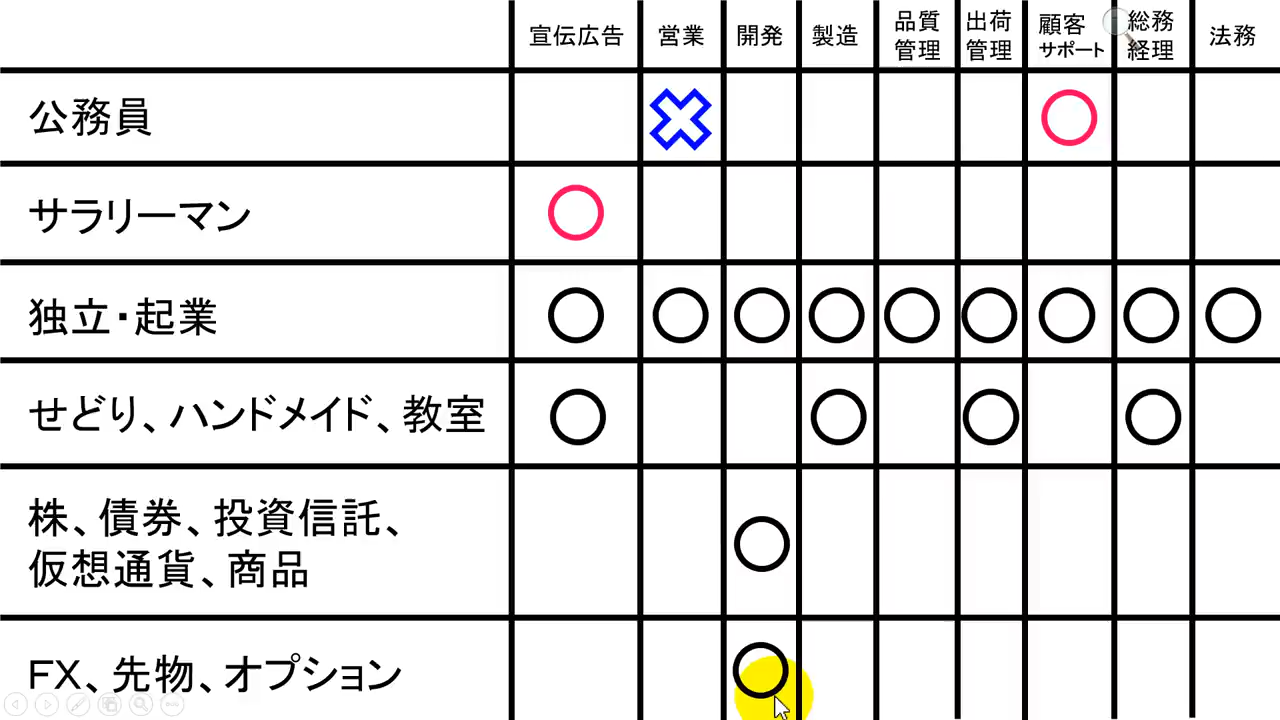 宣伝広告 営業 開発 製造 品質管理 出荷管理 顧客サポート 総務経理 法務
公務員
サラリーマン
独立・起業
せどり、ハンドメイド、教室
株、債券、投資信託、
仮想通貨、商品
FX、先物、オプション